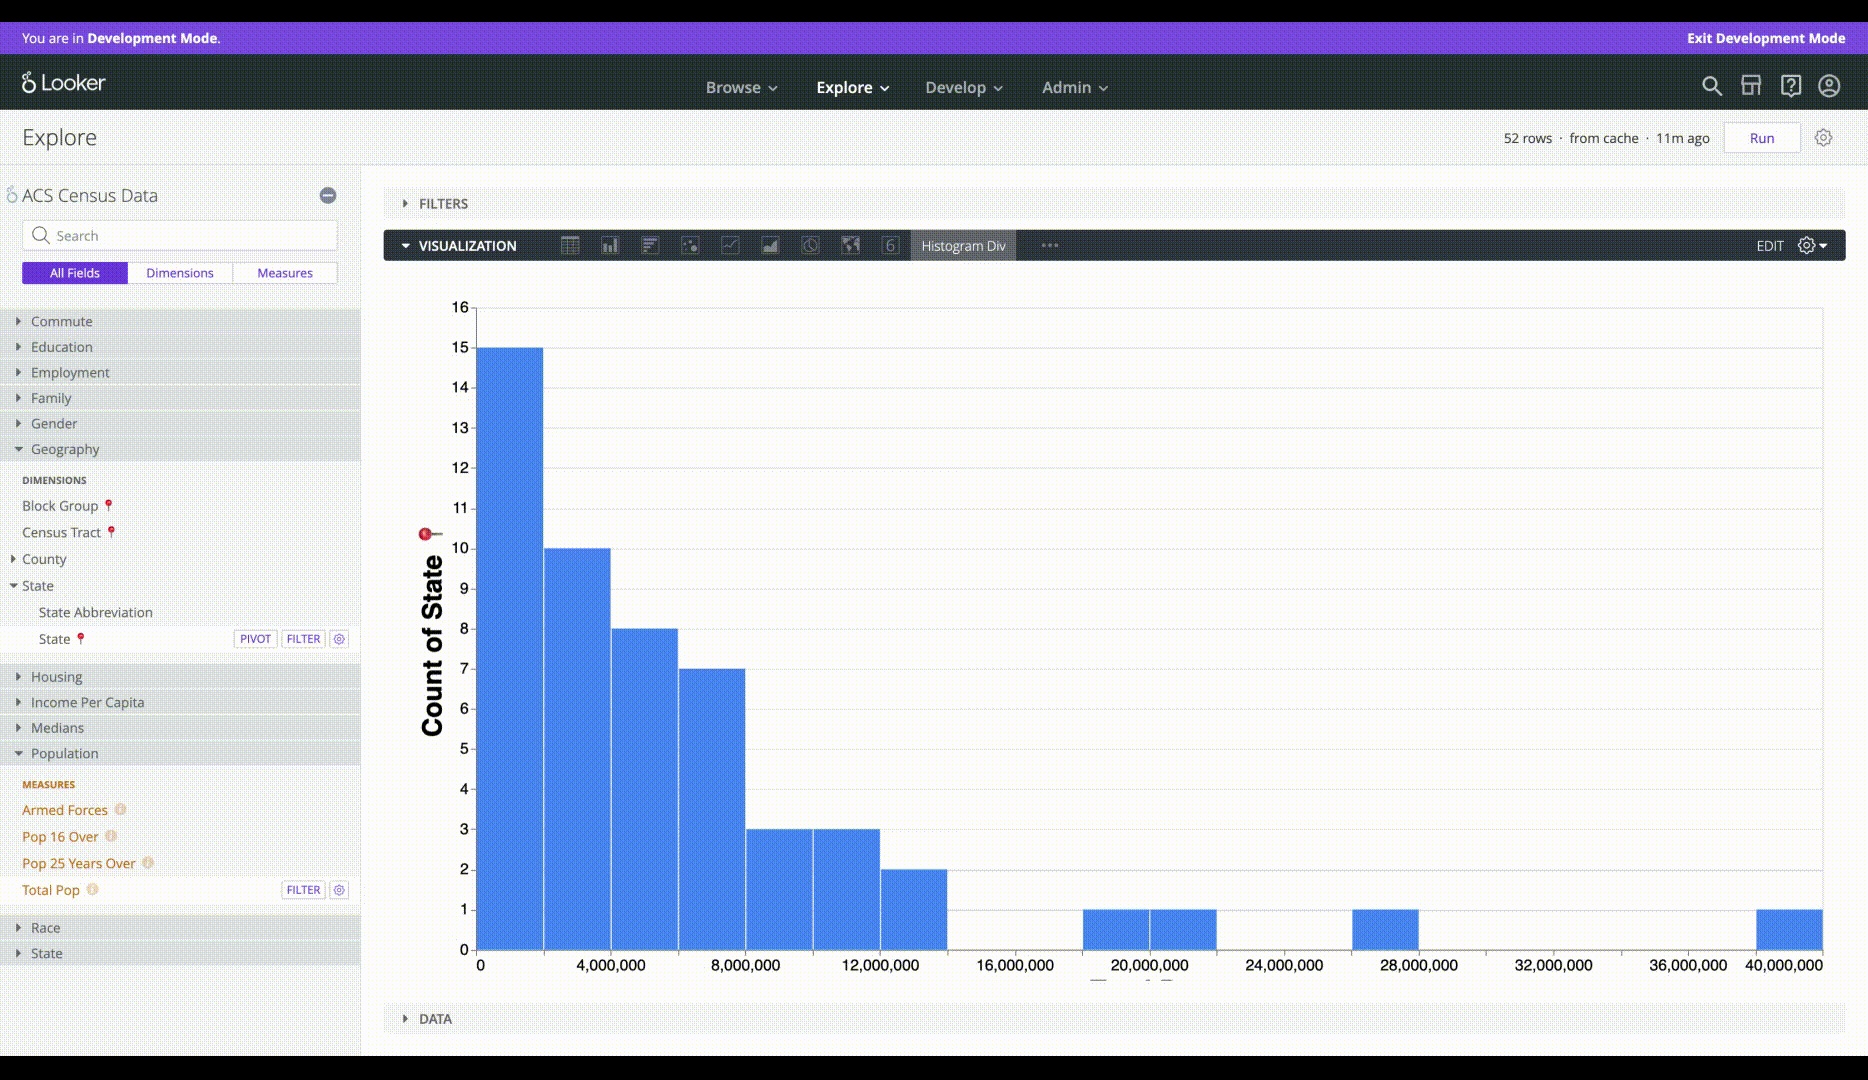 You are in Development Mode.
Exit Development Mode
Looker
Browse
Explore
Develop
Admin
Explore
52 rows · from cache · 11m ago
Run
ACS Census Data
Search
All Fields
Dimensions
Measures
Commute
Education
Employment
Family
Gender
Geography
DIMENSIONS
Block Group
Census Tract
County
State
State Abbreviation
State
PIVOT
FILTER
Housing
Income Per Capita
Medians
Population
MEASURES
Armed Forces
Pop 16 Over
Pop 25 Years Over
Total Pop
FILTER
Race
State
FILTERS
VISUALIZATION
6
Histogram Div
EDIT
Count of State
16
15
14
13
12
11
10
9
8
7
6
5
4
3
2
1
0
0
4,000,000
8,000,000
12,000,000
16,000,000
20,000,000
24,000,000
28,000,000
32,000,000
36,000,000
40,000,000
DATA